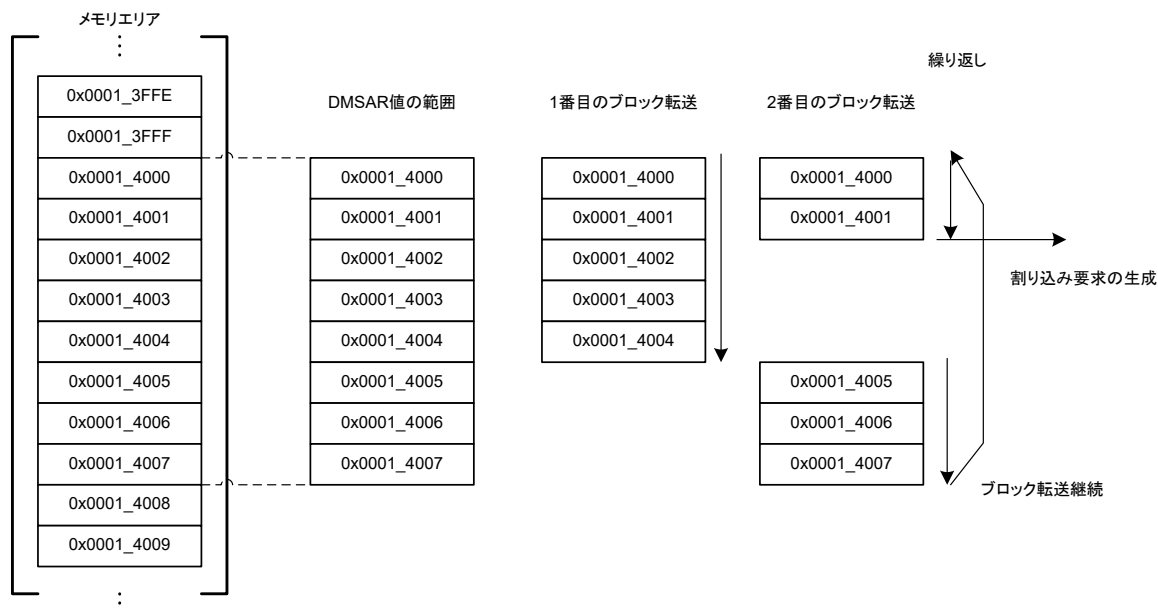 メモリエリア
⋮
0x0001_3FFE
0x0001_3FFF
0x0001_4000
0x0001_4001
0x0001_4002
0x0001_4003
0x0001_4004
0x0001_4005
0x0001_4006
0x0001_4007
0x0001_4008
0x0001_4009
⋮
DMSAR値の範囲
0x0001_4000
0x0001_4001
0x0001_4002
0x0001_4003
0x0001_4004
0x0001_4005
0x0001_4006
0x0001_4007
1番目のブロック転送
0x0001_4000
0x0001_4001
0x0001_4002
0x0001_4003
0x0001_4004
2番目のブロック転送
0x0001_4000
0x0001_4001
0x0001_4005
0x0001_4006
0x0001_4007
繰り返し
割り込み要求の生成
ブロック転送継続